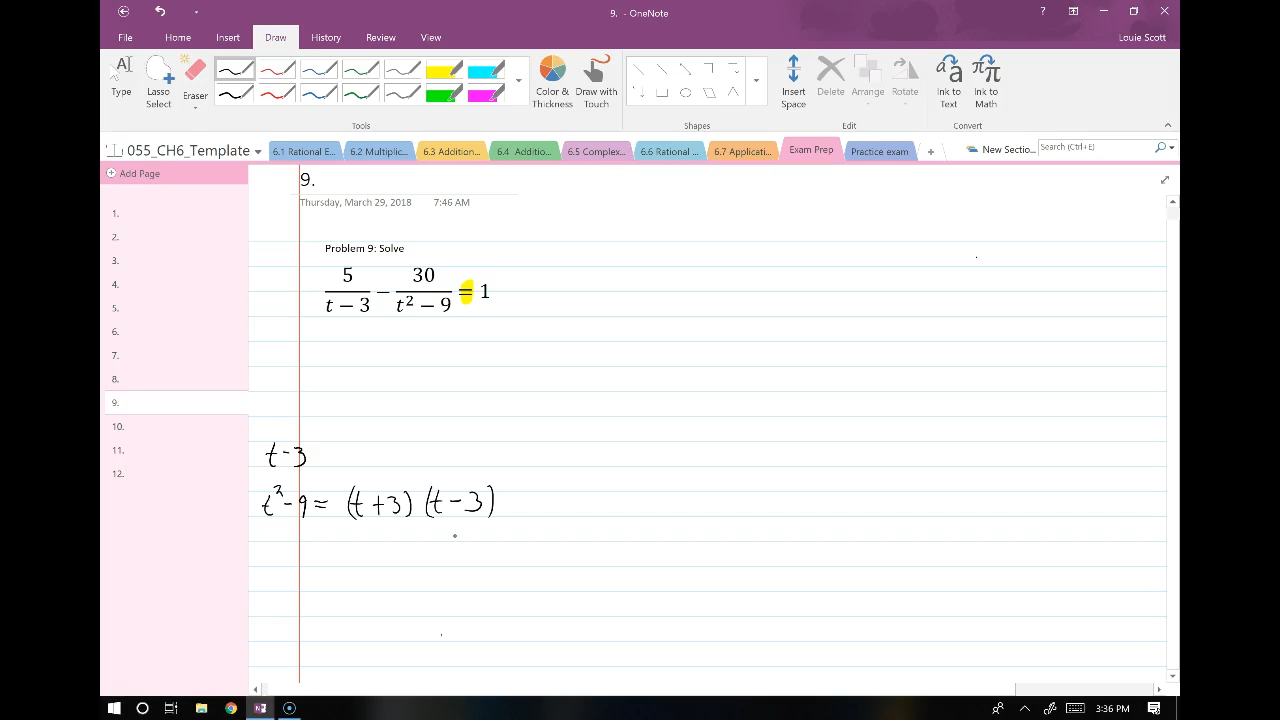 9. - OneNote
?
File Home Insert Draw History Review View
Louie Scott
Type Lasso Select Eraser Color & Thickness Draw with Touch Insert Space Delete Arrange Rotate Ink to Text Ink to Math
Tools Shapes Edit Convert
055_CH6_Template 6.1 Rational E... 6.2 Multiplic... 6.3 Addition... 6.4 Additio... 6.5 Complex... 6.6 Rational ... 6.7 Applicati... Exam Prep Practice exam + New Sectio... Search (Ctrl+E)
Add Page
1.
2.
3.
4.
5.
6.
7.
8.
9.
10.
11.
12.
9.
Thursday, March 29, 2018 7:46 AM
Problem 9: Solve
5/(t − 3) − 30/(t² − 9) = 1
t-3
t²-9 = (t+3) (t-3)
3:36 PM